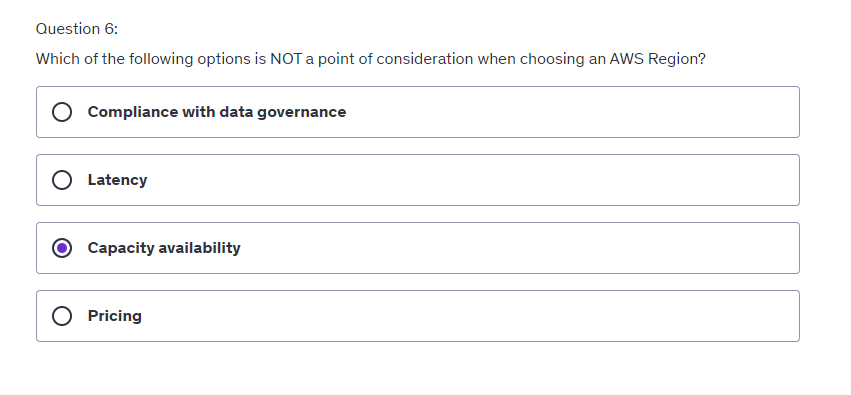 Question 6:
Which of the following options is NOT a point of consideration when choosing an AWS Region?
Compliance with data governance
Latency
Capacity availability
Pricing